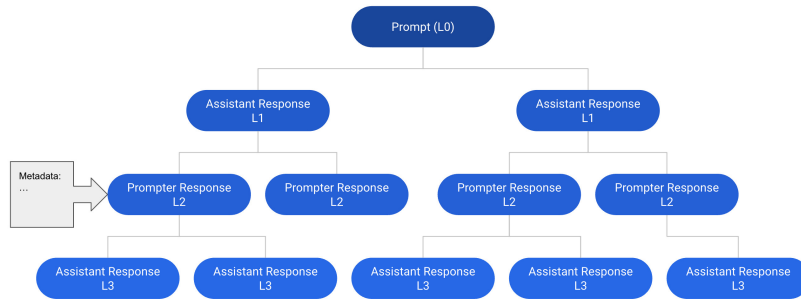 Prompt (L0)
Assistant Response
L1
Assistant Response
L1
Metadata:
...
Prompter Response
L2
Prompter Response
L2
Prompter Response
L2
Prompter Response
L2
Assistant Response
L3
Assistant Response
L3
Assistant Response
L3
Assistant Response
L3
Assistant Response
L3